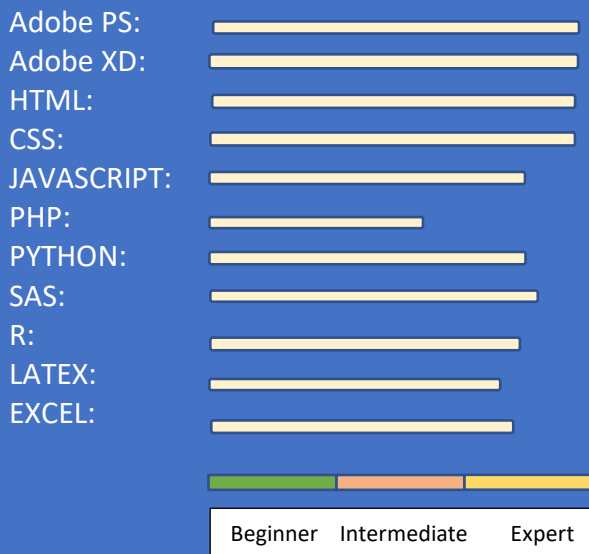 Adobe PS:
Adobe XD:
HTML:
CSS:
JAVASCRIPT:
PHP:
PYTHON:
SAS:
R:
LATEX:
EXCEL:
Beginner Intermediate Expert